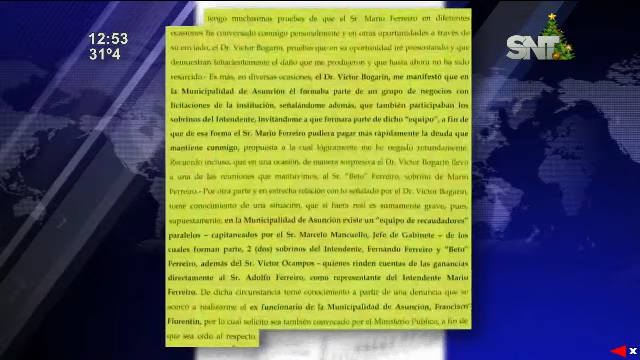 12:53
31°4
SNT
tengo muchísimas pruebas de que el Sr. Mario Ferreiro en diferentes
ocasiones ha conversado conmigo personalmente y en otras oportunidades a través de
su enviado, el Dr. Víctor Bogarín, pruebas que en su oportunidad iré presentando y que
demuestran fehacientemente el daño que me produjeron y que hasta ahora no ha sido
resarcido.- Es más, en diversas ocasiones, el Dr. Víctor Bogarín, me manifestó que en
la Municipalidad de Asunción él formaba parte de un grupo de negocios con
licitaciones de la institución, señalándome además, que también participaban los
sobrinos del Intendente, invitándome a que formara parte de dicho "equipo", a fin de
que de esa forma el Sr. Mario Ferreiro pudiera pagar más rápidamente la deuda que
mantiene conmigo, propuesta a la cual lógicamente me he negado rotundamente.
Recuerdo incluso, que en una ocasión, de manera sorpresiva el Dr. Víctor Bogarín llevó
a una de las reuniones que mantuvimos, al Sr. "Beto" Ferreiro, sobrino de Mario
Ferreiro.- Por otra parte y en estrecha relación con lo señalado por el Dr. Víctor Bogarín,
tomé conocimiento de una situación, que si fuera real es sumamente grave, pues,
supuestamente, en la Municipalidad de Asunción existe un "equipo de recaudadores"
paralelos – capitaneados por el Sr. Marcelo Mancuello, Jefe de Gabinete – de
los cuales forman parte, 2 (dos) sobrinos del Intendente, Fernando Ferreiro y "Beto"
Ferreiro, además del Sr. Víctor Ocampos – quienes rinden cuentas de las ganancias
directamente al Sr. Adolfo Ferreiro, como representante del Intendente Mario
Ferreiro. De dicha circunstancia tomé conocimiento a partir de una denuncia que se
acercó a realizarme el ex funcionario de la Municipalidad de Asunción, Francisco
Fiorentín, por lo cual solicito sea también convocado por el Ministerio Público, a fin de
que sea oído al respecto.
x